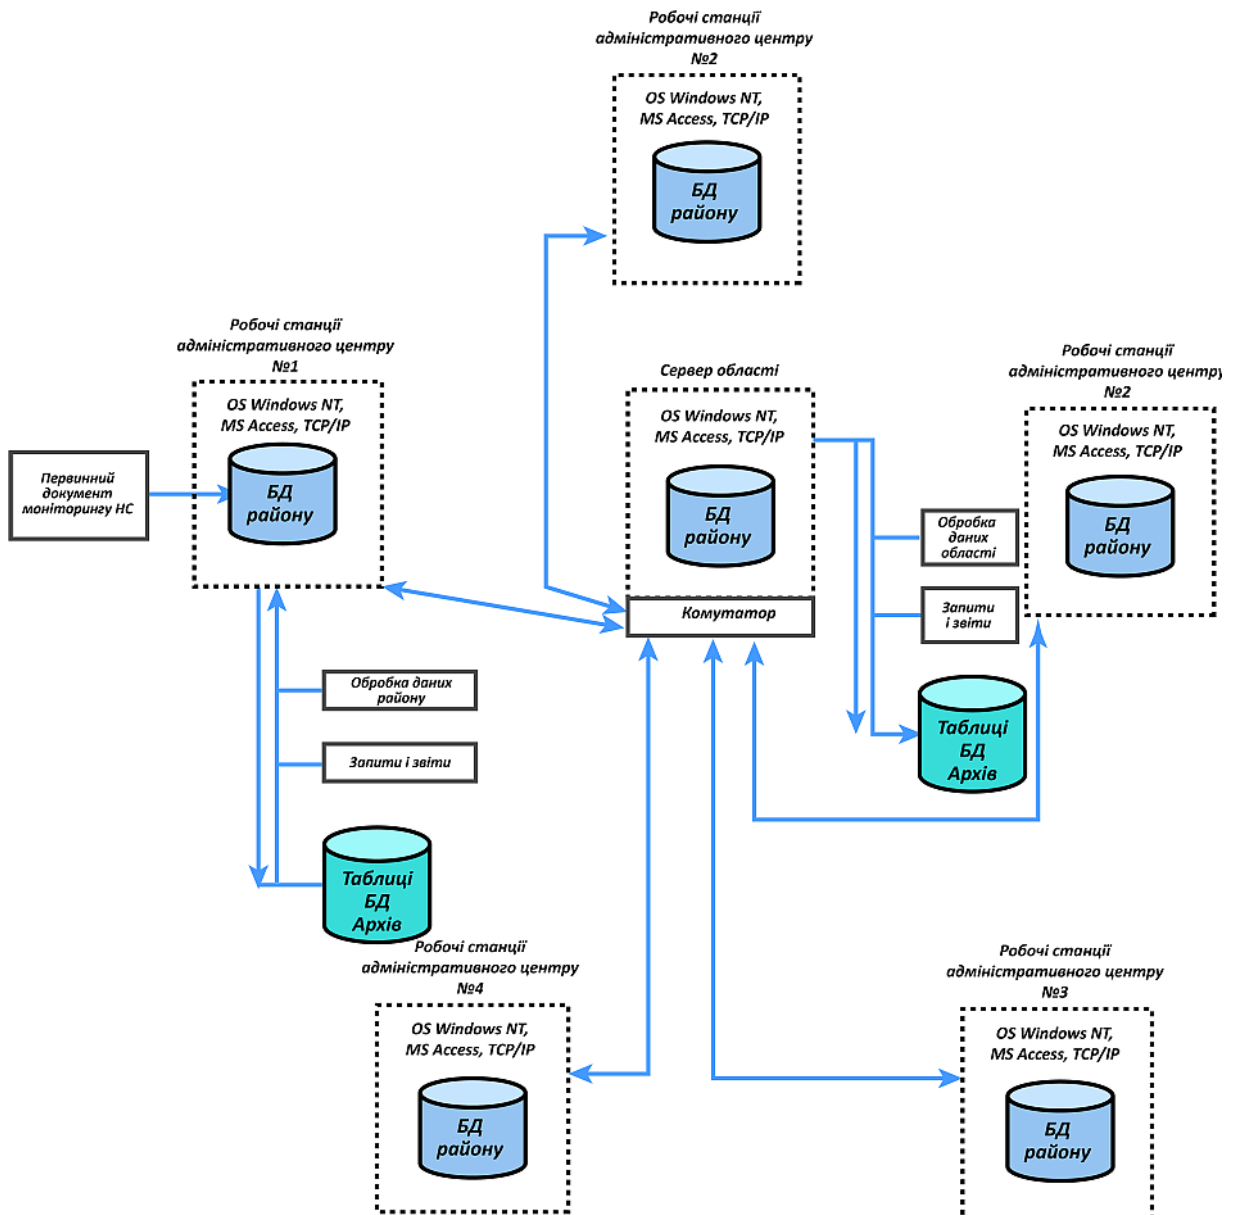 Робочі станції
адміністративного центру
№2
OS Windows NT,
MS Access, TCP/IP
БД
району
Робочі станції
адміністративного центру
№1
OS Windows NT,
MS Access, TCP/IP
БД
району
Первинний
документ
моніторингу НС
Сервер області
OS Windows NT,
MS Access, TCP/IP
БД
району
Комутатор
Робочі станції
адміністративного центру
№2
OS Windows NT,
MS Access, TCP/IP
БД
району
Обробка
даних
області
Запити
і звіти
Таблиці
БД
Архів
Обробка даних
району
Запити і звіти
Таблиці
БД
Архів
Робочі станції
адміністративного центру
№4
OS Windows NT,
MS Access, TCP/IP
БД
району
Робочі станції
адміністративного центру
№3
OS Windows NT,
MS Access, TCP/IP
БД
району